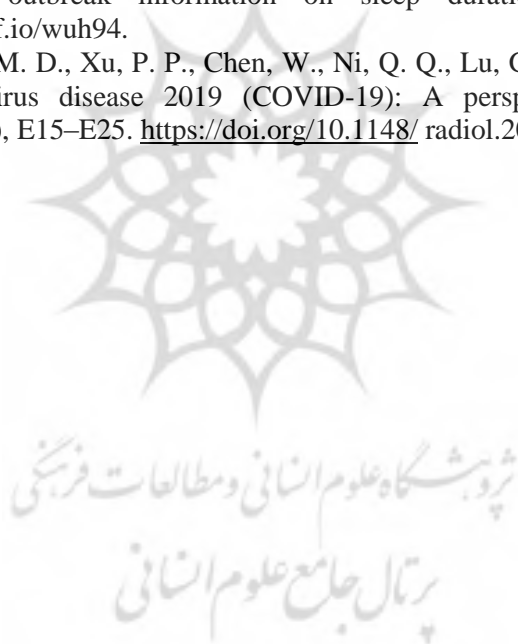 outbreak information on sleep duratio
f.io/wuh94.
M. D., Xu, P. P., Chen, W., Ni, Q. Q., Lu, G
irus disease 2019 (COVID-19): A persp
), E15–E25. https://doi.org/10.1148/ radiol.20
پژوهشگاه علوم انسانی و مطالعات فرهنگی
پرتال جامع علوم انسانی